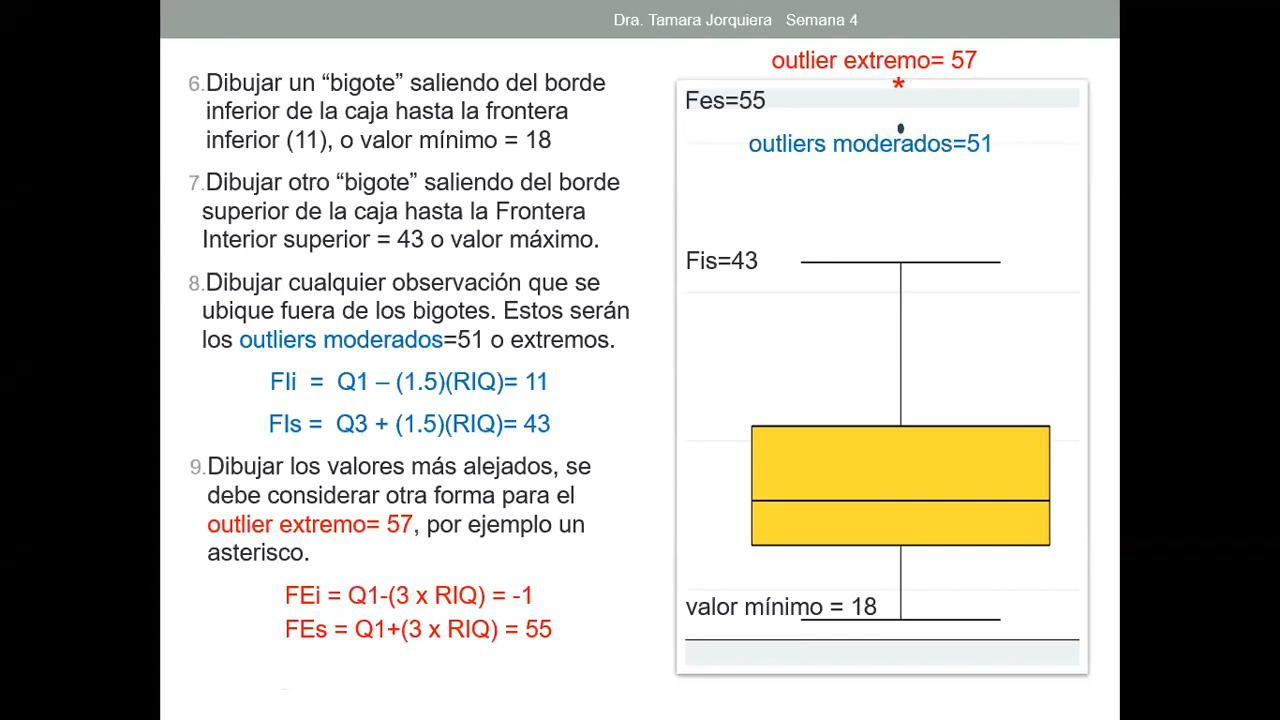 Dra. Tamara Jorquiera Semana 4
6.Dibujar un “bigote” saliendo del borde
inferior de la caja hasta la frontera
inferior (11), o valor mínimo = 18
7.Dibujar otro “bigote” saliendo del borde
superior de la caja hasta la Frontera
Interior superior = 43 o valor máximo.
8.Dibujar cualquier observación que se
ubique fuera de los bigotes. Estos serán
los outliers moderados=51 o extremos.
FIi = Q1 – (1.5)(RIQ)= 11
FIs = Q3 + (1.5)(RIQ)= 43
9.Dibujar los valores más alejados, se
debe considerar otra forma para el
outlier extremo= 57, por ejemplo un
asterisco.
FEi = Q1-(3 x RIQ) = -1
FEs = Q1+(3 x RIQ) = 55
outlier extremo= 57
*
Fes=55
outliers moderados=51
Fis=43
valor mínimo = 18